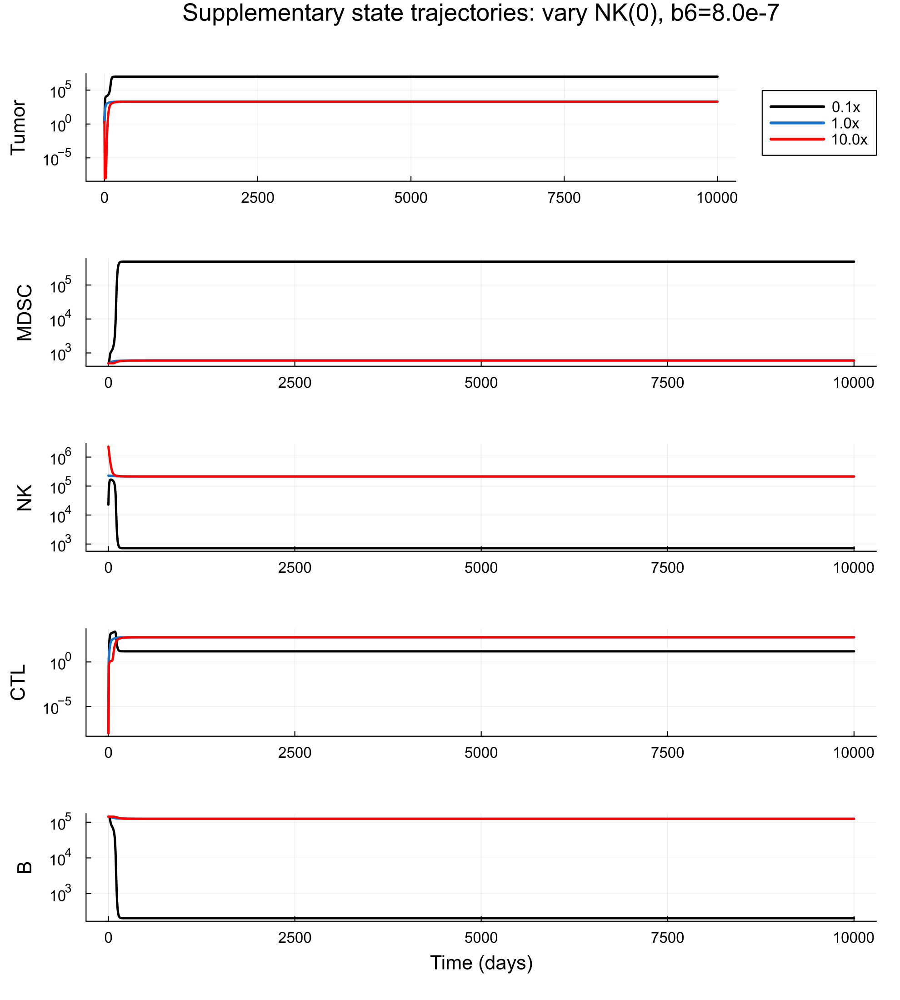 Supplementary state trajectories: vary NK(0), b6=8.0e-7
Tumor
10^5
10^0
10^−5
0 2500 5000 7500 10000
0.1x
1.0x
10.0x
MDSC
10^5
10^4
10^3
0 2500 5000 7500 10000
NK
10^6
10^5
10^4
10^3
0 2500 5000 7500 10000
CTL
10^0
10^−5
0 2500 5000 7500 10000
B
10^5
10^4
10^3
0 2500 5000 7500 10000
Time (days)